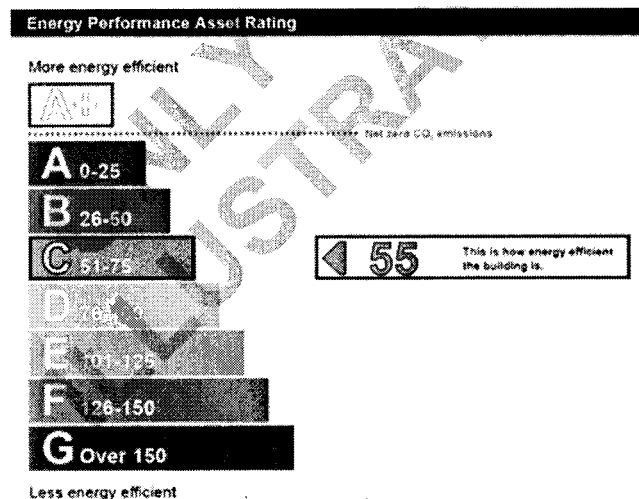 Energy Performance Asset Rating
More energy efficient
A+
Net zero CO₂ emissions
A 0-25
B 26-50
C 51-75
55 This is how energy efficient
the building is.
D
E 101-125
F 126-150
G Over 150
Less energy efficient